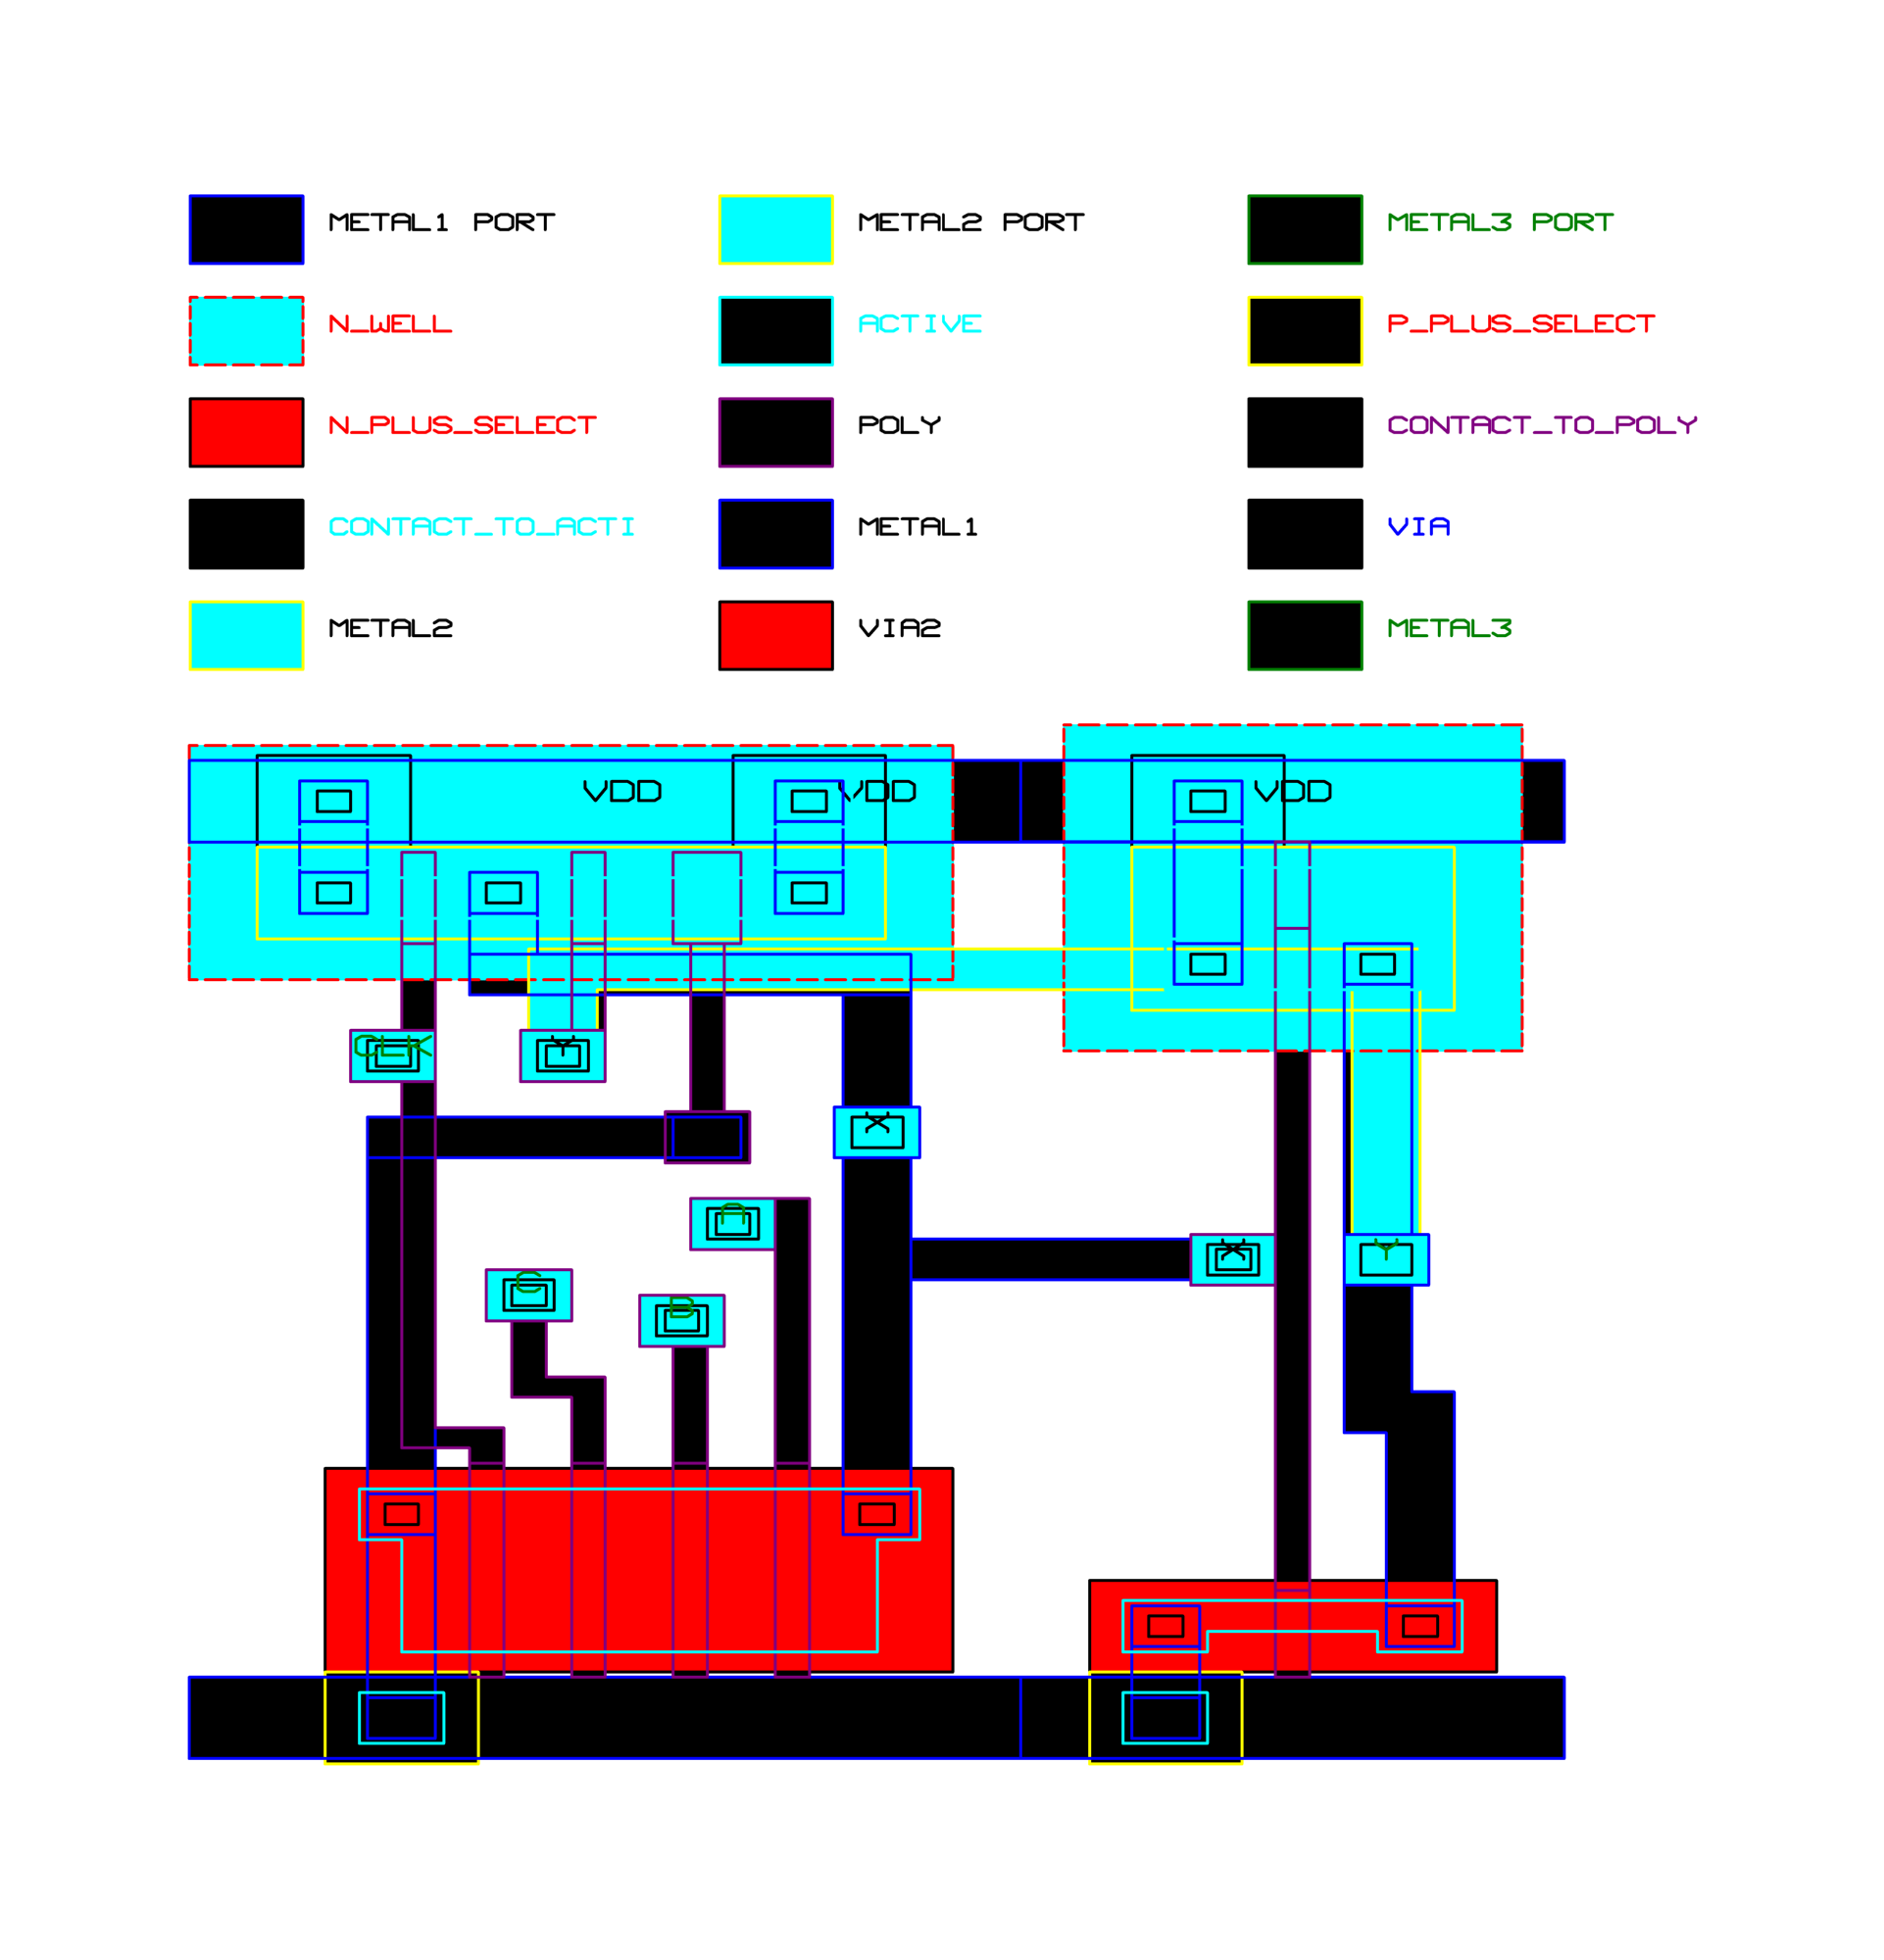 METAL1 PORT METAL2 PORT METAL3 PORT
N_WELL ACTIVE P_PLUS_SELECT
N_PLUS_SELECT POLY CONTACT_TO_POLY
CONTACT_TO_ACTI METAL1 VIA
METAL2 VIA2 METAL3
VDD VDD VDD
CLK Y
X
A
X Y
C
B